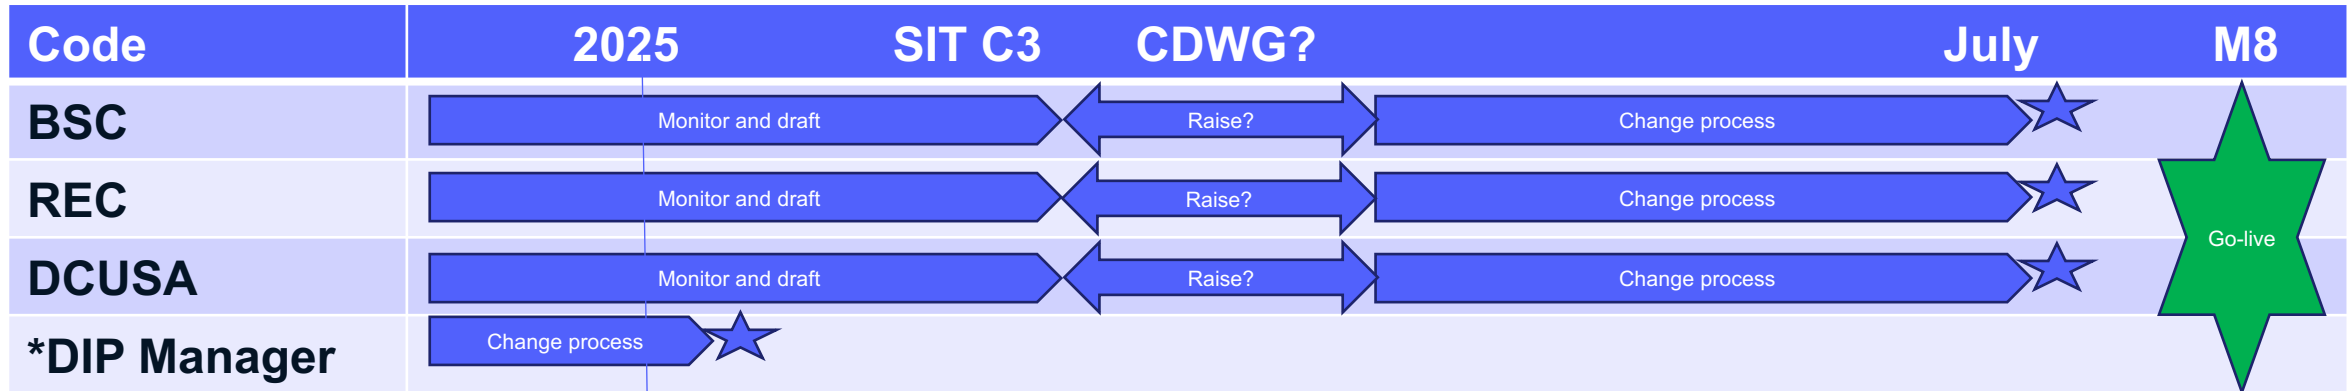 Code 2025 SIT C3 CDWG? July M8
BSC Monitor and draft Raise? Change process
REC Monitor and draft Raise? Change process
Go-live
DCUSA Monitor and draft Raise? Change process
*DIP Manager Change process